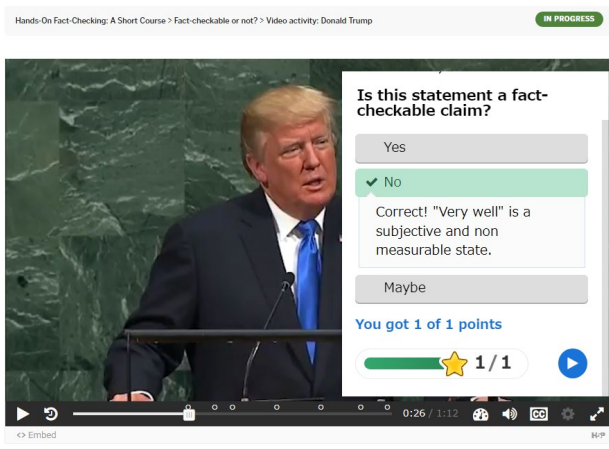 Hands-On Fact-Checking: A Short Course > Fact-checkable or not? > Video activity: Donald Trump
IN PROGRESS
Is this statement a fact-
checkable claim?
Yes
No
Correct! "Very well" is a
subjective and non
measurable state.
Maybe
You got 1 of 1 points
1/1
0:26 / 1:12
CC
<> Embed
H5P